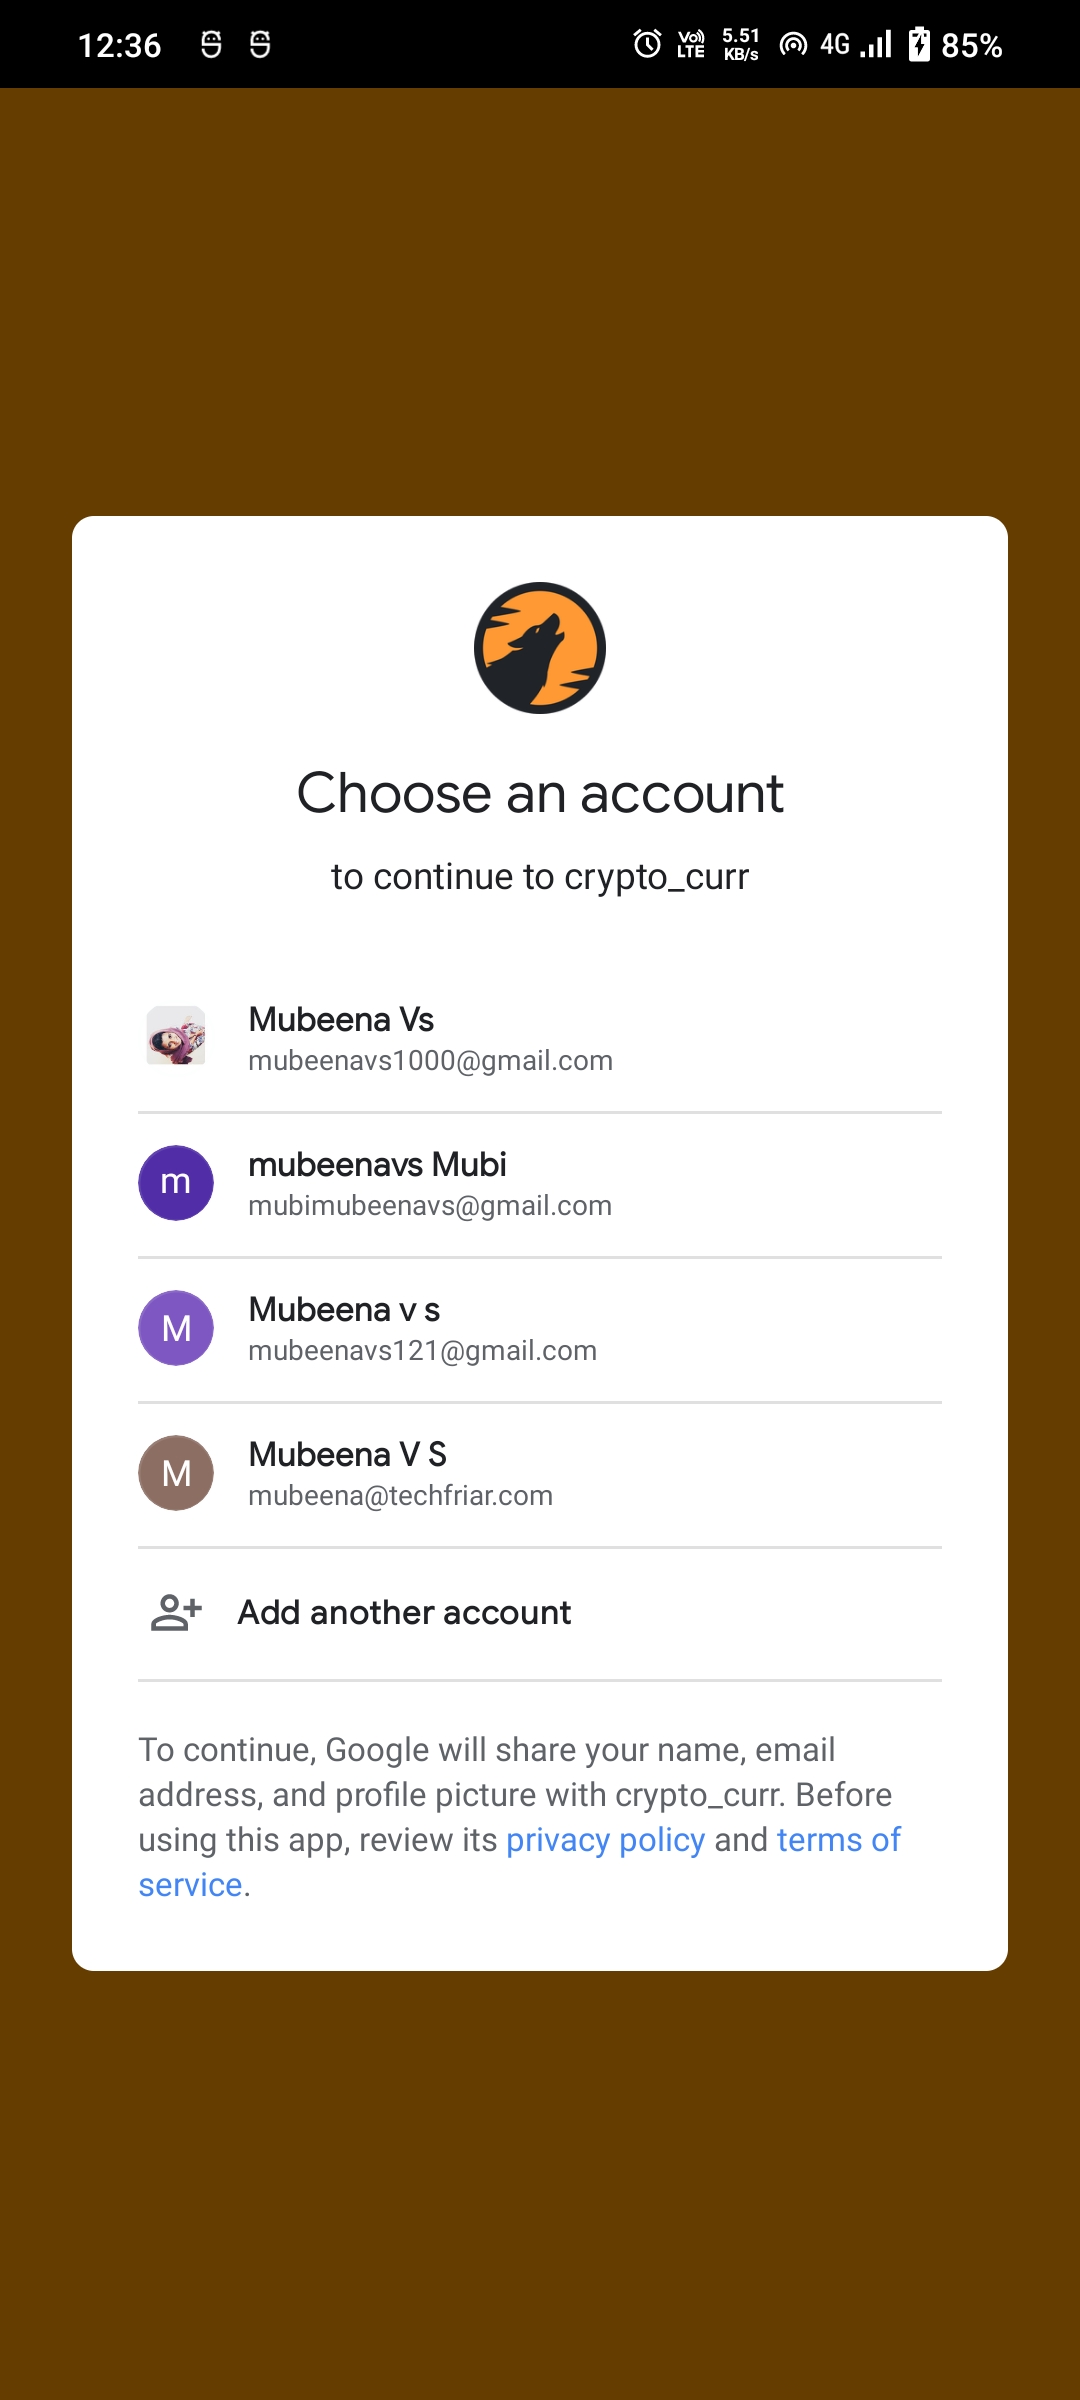 12:36 Vo) LTE 5.51 KB/s 4G 85%
Choose an account
to continue to crypto_curr
Mubeena Vs
mubeenavs1000@gmail.com
m
mubeenavs Mubi
mubimubeenavs@gmail.com
M
Mubeena v s
mubeenavs121@gmail.com
M
Mubeena V S
mubeena@techfriar.com
Add another account
To continue, Google will share your name, email
address, and profile picture with crypto_curr. Before
using this app, review its privacy policy and terms of
service.